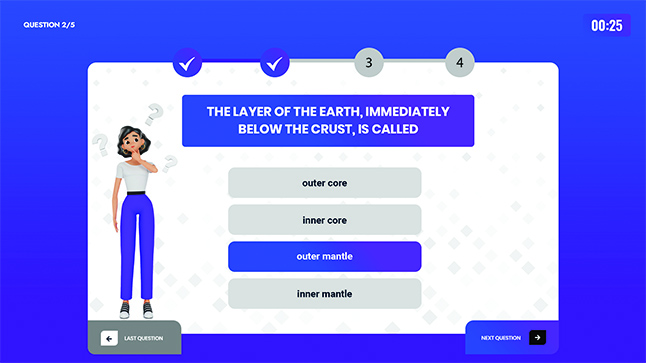 QUESTION 2/5
00:25
3
4
THE LAYER OF THE EARTH, IMMEDIATELY
BELOW THE CRUST, IS CALLED
outer core
inner core
outer mantle
inner mantle
LAST QUESTION
NEXT QUESTION